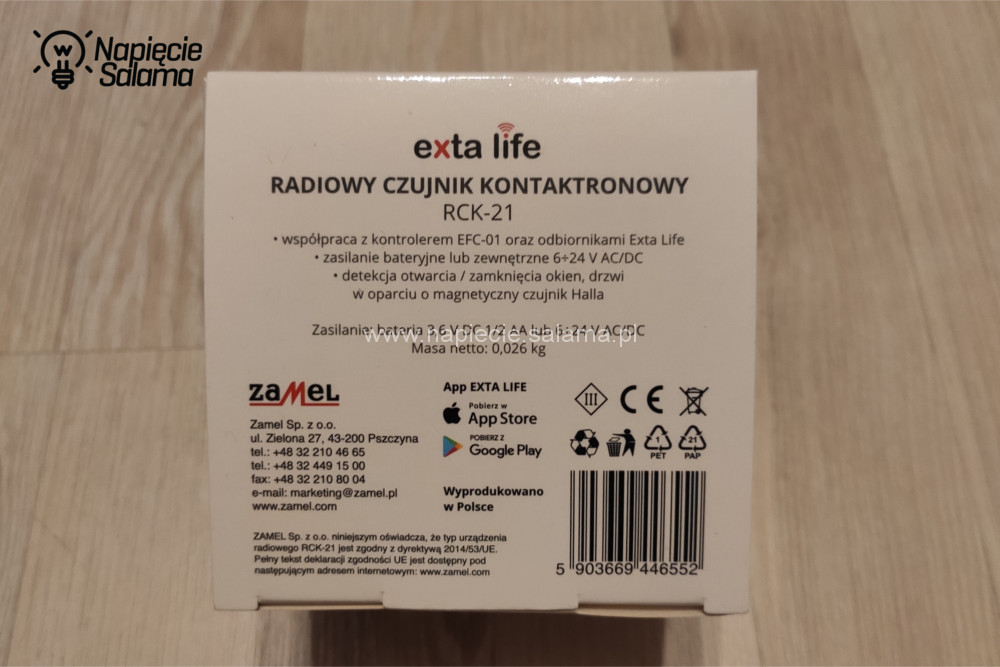 Napięcie
Salama
exta life
RADIOWY CZUJNIK KONTAKTRONOWY
RCK-21
• współpraca z kontrolerem EFC-01 oraz odbiornikami Exta Life
• zasilanie bateryjne lub zewnętrzne 6÷24 V AC/DC
• detekcja otwarcia / zamknięcia okien, drzwi
w oparciu o magnetyczny czujnik Halla
Zasilanie: bateria 3,6 V DC 1/2 AA lub 6÷24 V AC/DC
www.napiecie.salama.pl
Masa netto: 0,026 kg
ZAMEL
Zamel Sp. z o.o.
ul. Zielona 27, 43-200 Pszczyna
tel.: +48 32 210 46 65
tel.: +48 32 449 15 00
fax: +48 32 210 80 04
e-mail: marketing@zamel.pl
www.zamel.com
App EXTA LIFE
Pobierz w
App Store
POBIERZ Z
Google Play
Wyprodukowano
w Polsce
III
CE
1
PET
21
PAP
ZAMEL Sp. z o.o. niniejszym oświadcza, że typ urządzenia
radiowego RCK-21 jest zgodny z dyrektywą 2014/53/UE.
Pełny tekst deklaracji zgodności UE jest dostępny pod
następującym adresem internetowym: www.zamel.com
5 903669 446552